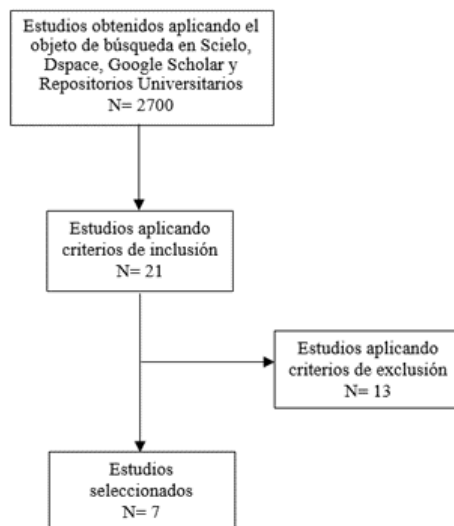 Estudios obtenidos aplicando el
objeto de búsqueda en Scielo,
Dspace, Google Scholar y
Repositorios Universitarios
N= 2700
Estudios aplicando
criterios de inclusión
N= 21
Estudios aplicando
criterios de exclusión
N= 13
Estudios
seleccionados
N= 7